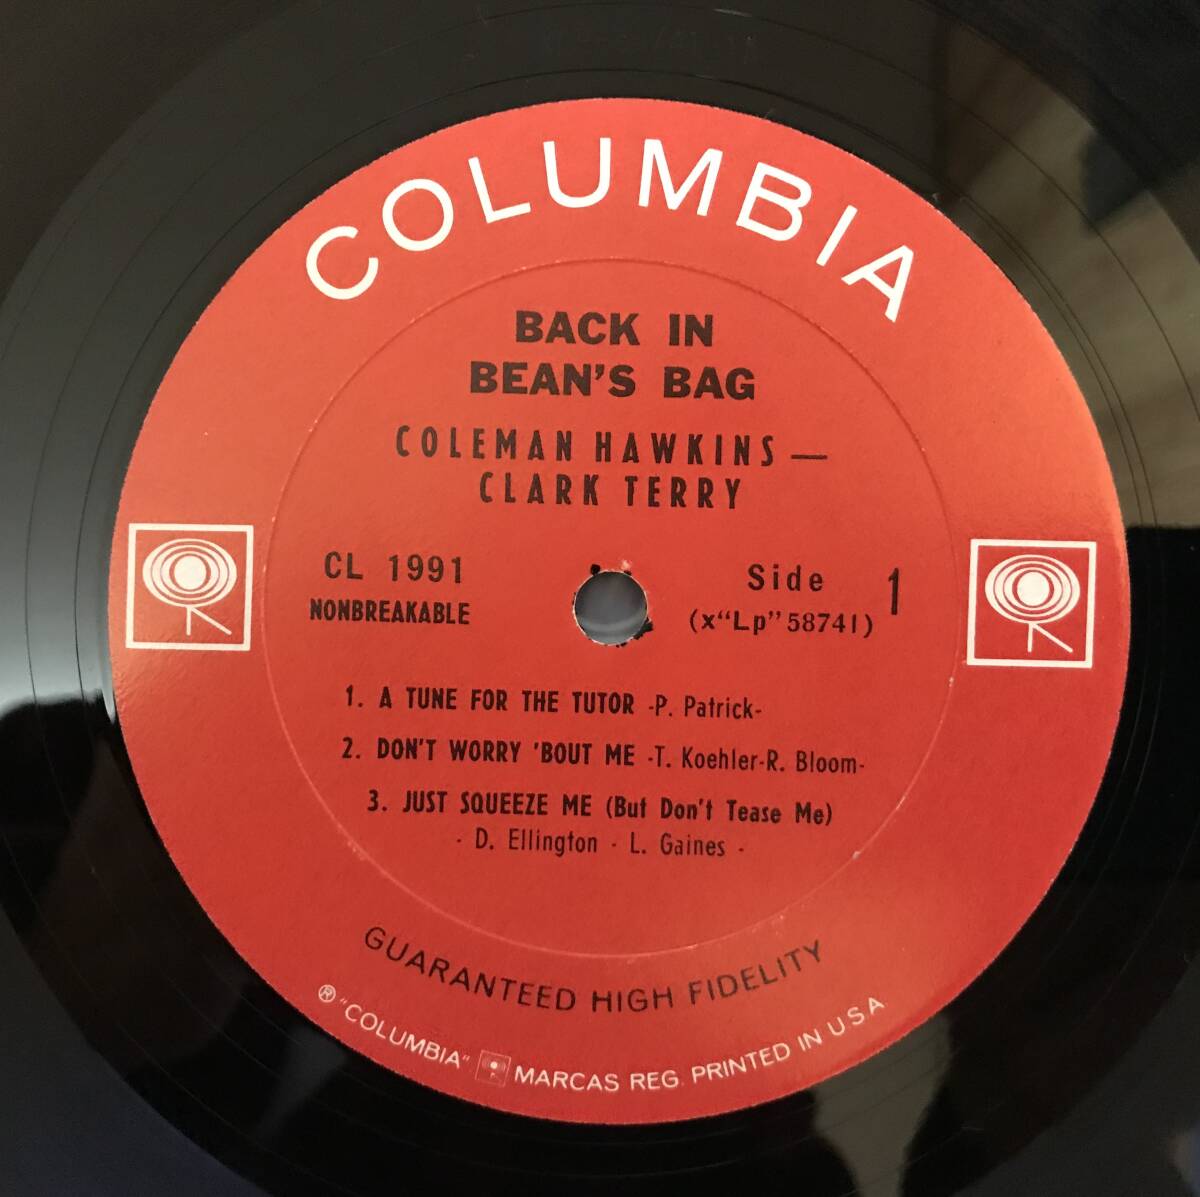 COLUMBIA
BACK IN
BEAN'S BAG
COLEMAN HAWKINS —
CLARK TERRY
CL 1991
NONBREAKABLE
Side 1
(x"Lp" 58741)
1. A TUNE FOR THE TUTOR -P. Patrick-
2. DON'T WORRY 'BOUT ME -T. Koehler-R. Bloom-
3. JUST SQUEEZE ME (But Don't Tease Me)
- D. Ellington - L. Gaines -
GUARANTEED HIGH FIDELITY
® "COLUMBIA" MARCAS REG. PRINTED IN U S A